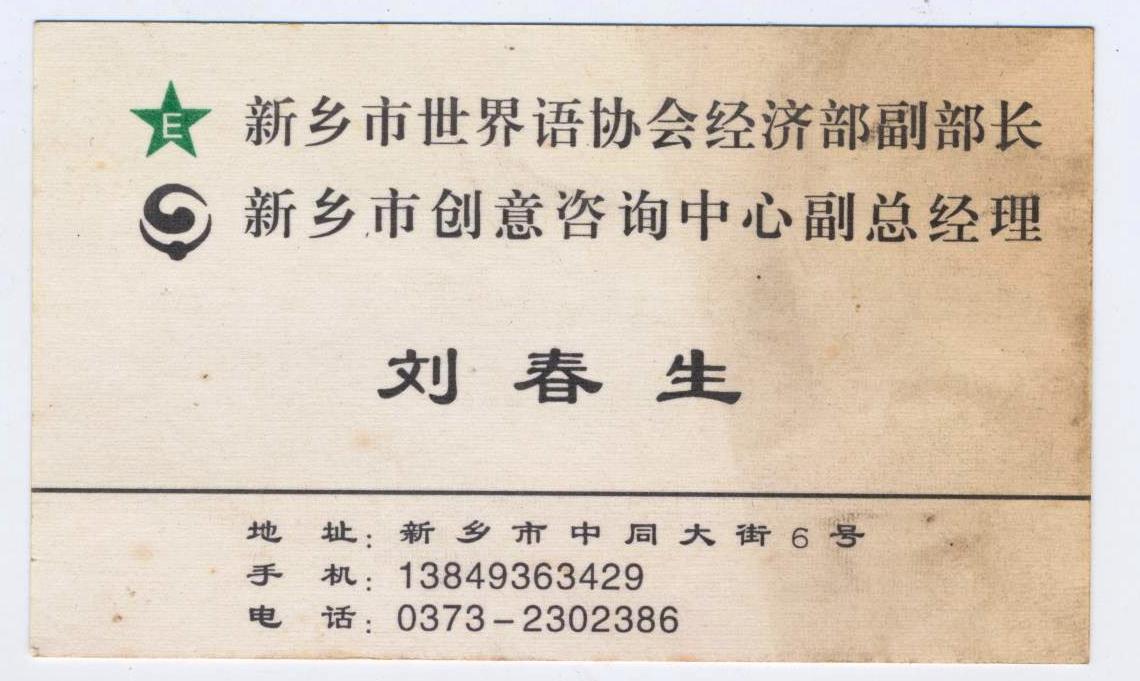 E 新乡市世界语协会经济部副部长
新乡市创意咨询中心副总经理
刘春生
地 址：新乡市中同大街6号
手 机：13849363429
电 话：0373-2302386